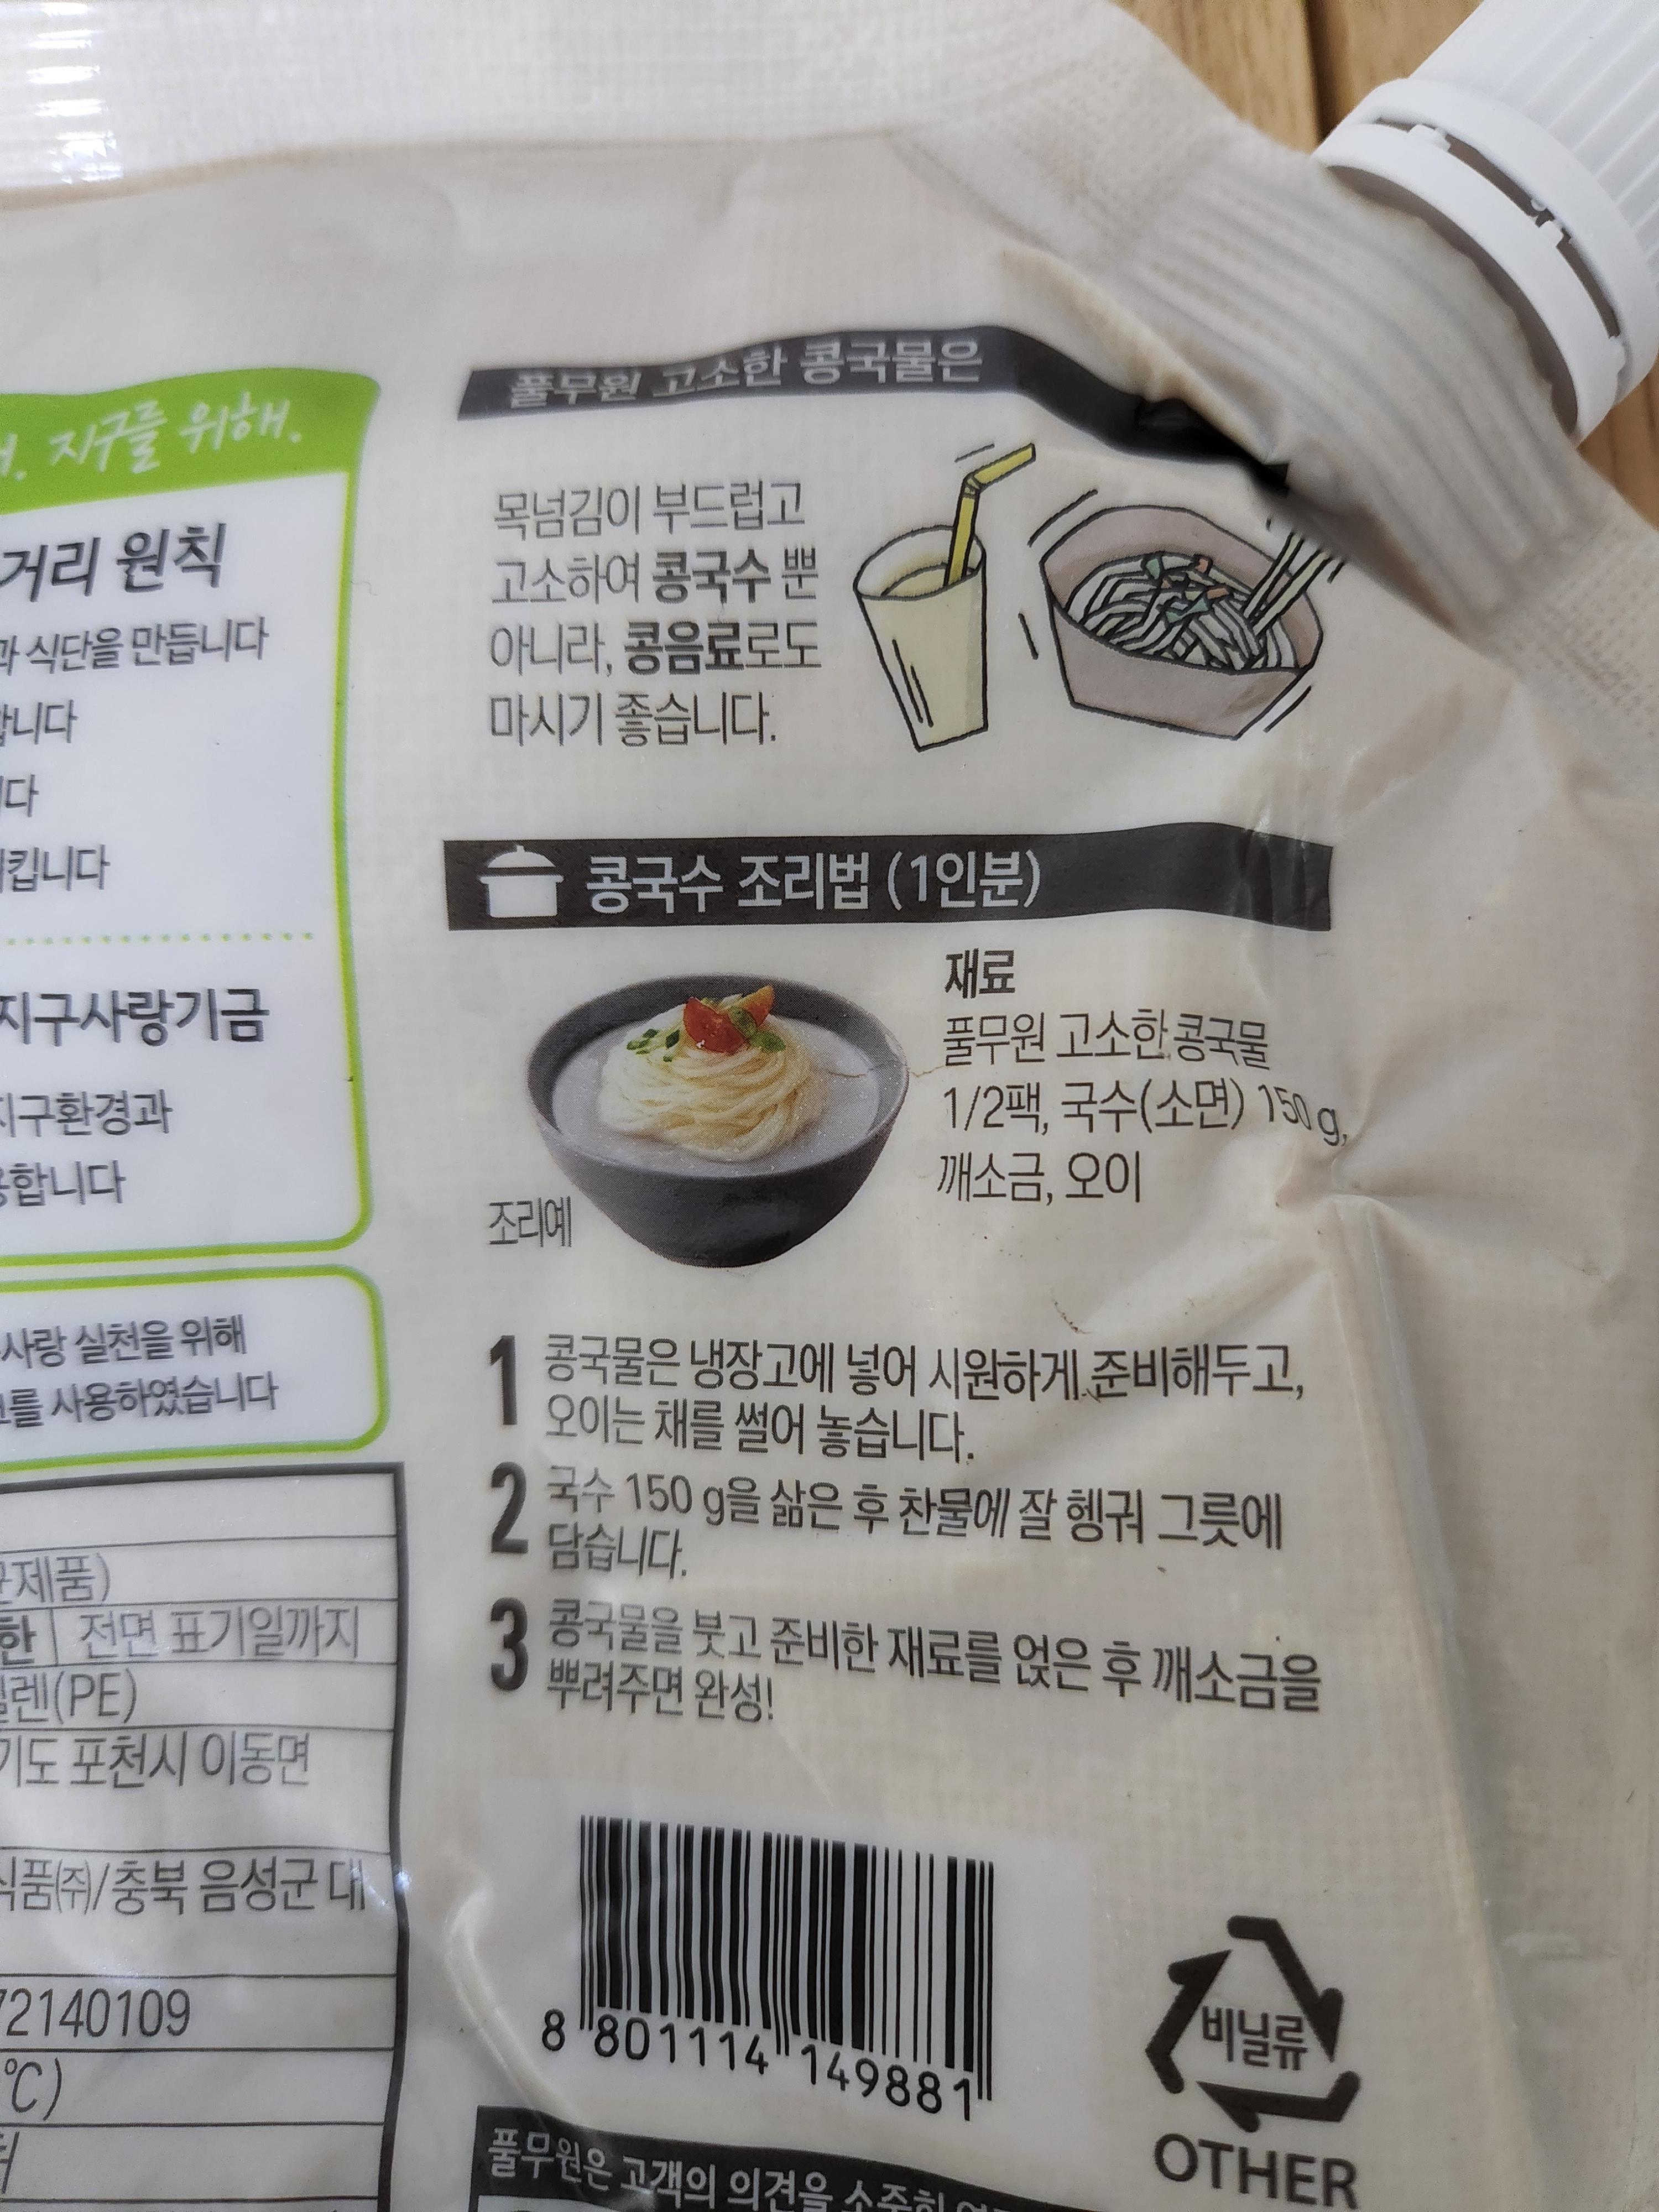 지구를 위해.
거리 원칙
과 식단을 만듭니다
합니다
니다
킵니다
지구사랑기금
지구환경과
용합니다
사랑 실천을 위해
를 사용하였습니다
제품)
한 전면 표기일까지
렌(PE)
기도 포천시 이동면
식품㈜/충북 음성군 대
72140109
℃)
풀무원 고소한 콩국물은
목넘김이 부드럽고
고소하여 콩국수 뿐
아니라, 콩음료로도
마시기 좋습니다.
콩국수 조리법 (1인분)
재료
풀무원 고소한 콩국물
1/2팩, 국수(소면) 150 g,
깨소금, 오이
조리예
1 콩국물은 냉장고에 넣어 시원하게 준비해두고,
오이는 채를 썰어 놓습니다.
2 국수 150 g을 삶은 후 찬물에 잘 헹궈 그릇에
담습니다.
3 콩국물을 붓고 준비한 재료를 얹은 후 깨소금을
뿌려주면 완성!
8 801114 149881
비닐류
OTHER
풀무원은 고객의 의견을 소중히